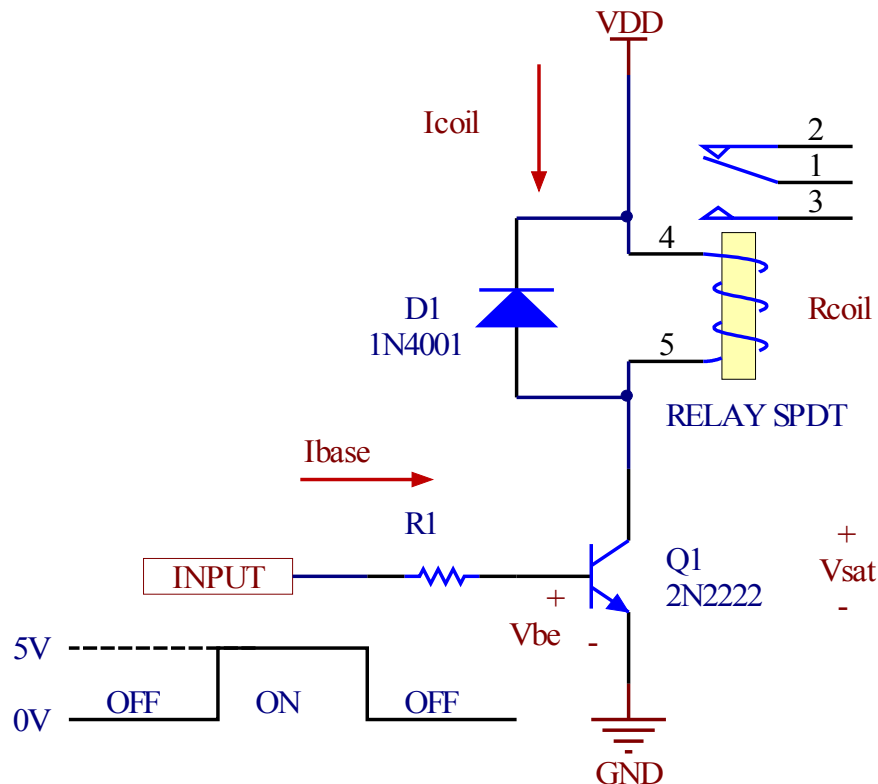 VDD
Icoil
2
1
3
4
D1
1N4001
Rcoil
5
RELAY SPDT
Ibase
R1
INPUT
Q1
2N2222
+
Vsat
-
+
Vbe -
5V
OFF ON OFF
0V
GND